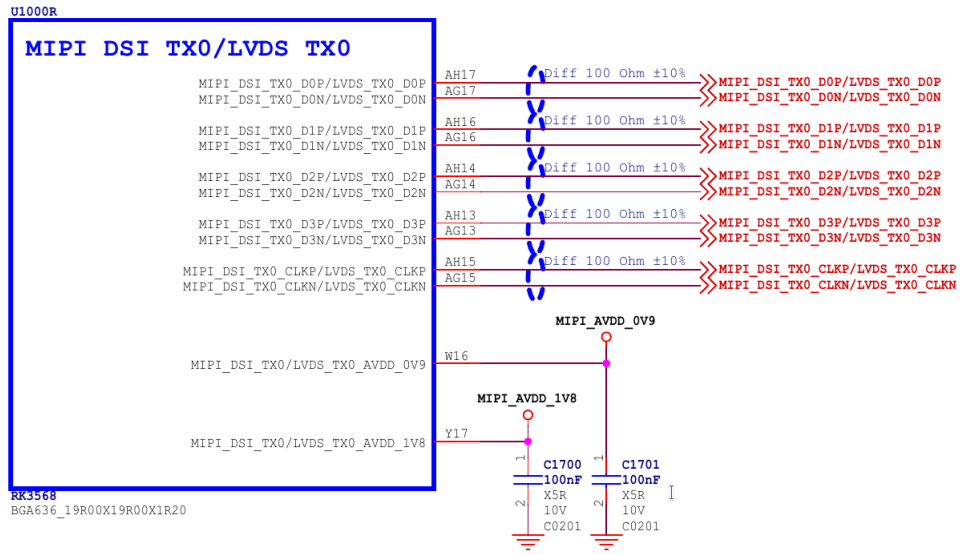 U1000R
MIPI DSI TX0/LVDS TX0
MIPI_DSI_TX0_D0P/LVDS_TX0_D0P AH17 Diff 100 Ohm ±10% MIPI_DSI_TX0_D0P/LVDS_TX0_D0P
MIPI_DSI_TX0_D0N/LVDS_TX0_D0N AG17 MIPI_DSI_TX0_D0N/LVDS_TX0_D0N
MIPI_DSI_TX0_D1P/LVDS_TX0_D1P AH16 Diff 100 Ohm ±10% MIPI_DSI_TX0_D1P/LVDS_TX0_D1P
MIPI_DSI_TX0_D1N/LVDS_TX0_D1N AG16 MIPI_DSI_TX0_D1N/LVDS_TX0_D1N
MIPI_DSI_TX0_D2P/LVDS_TX0_D2P AH14 Diff 100 Ohm ±10% MIPI_DSI_TX0_D2P/LVDS_TX0_D2P
MIPI_DSI_TX0_D2N/LVDS_TX0_D2N AG14 MIPI_DSI_TX0_D2N/LVDS_TX0_D2N
MIPI_DSI_TX0_D3P/LVDS_TX0_D3P AH13 Diff 100 Ohm ±10% MIPI_DSI_TX0_D3P/LVDS_TX0_D3P
MIPI_DSI_TX0_D3N/LVDS_TX0_D3N AG13 MIPI_DSI_TX0_D3N/LVDS_TX0_D3N
MIPI_DSI_TX0_CLKP/LVDS_TX0_CLKP AH15 Diff 100 Ohm ±10% MIPI_DSI_TX0_CLKP/LVDS_TX0_CLKP
MIPI_DSI_TX0_CLKN/LVDS_TX0_CLKN AG15 MIPI_DSI_TX0_CLKN/LVDS_TX0_CLKN
MIPI_AVDD_0V9
MIPI_DSI_TX0/LVDS_TX0_AVDD_0V9 W16
MIPI_AVDD_1V8
MIPI_DSI_TX0/LVDS_TX0_AVDD_1V8 Y17
1 C1700 1 C1701
100nF 100nF
2 X5R 2 X5R
10V 10V
C0201 C0201
RK3568
BGA636_19R00X19R00X1R20